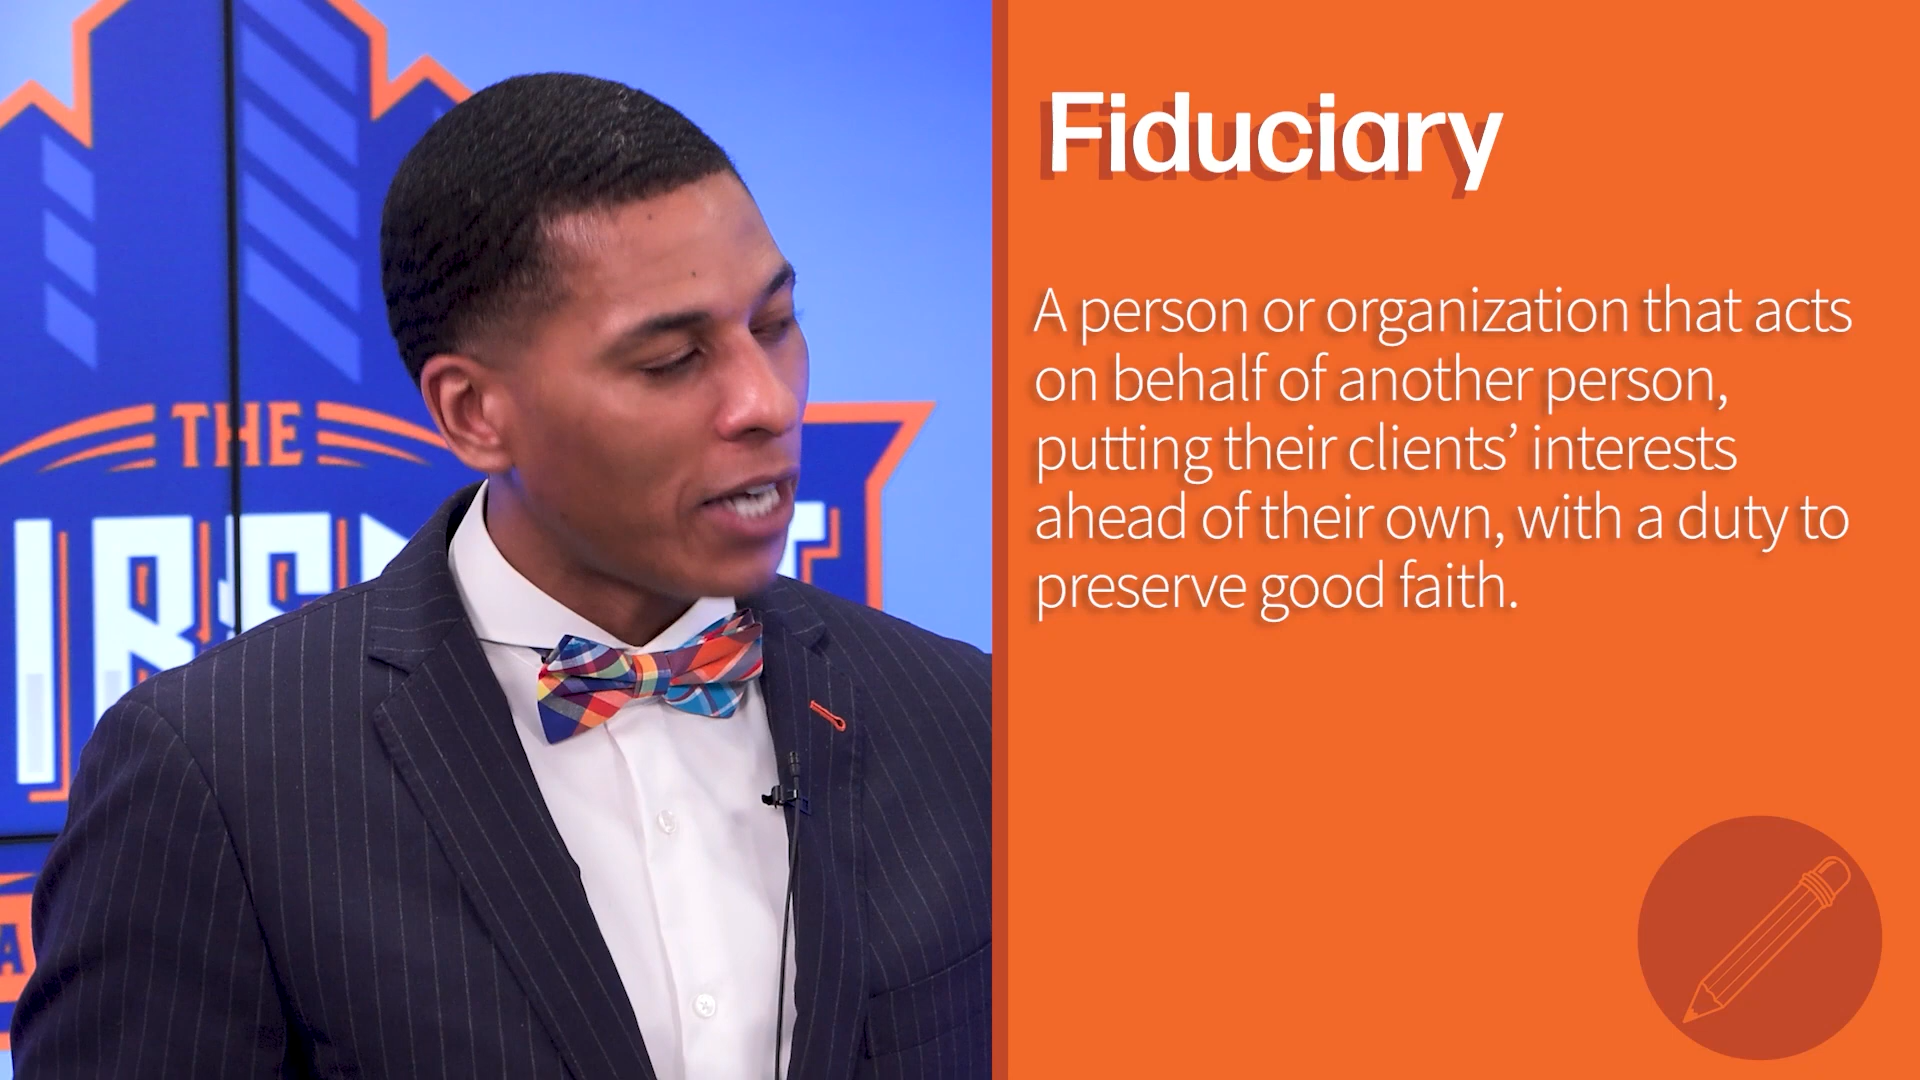 THE
Fiduciary
A person or organization that acts
on behalf of another person,
putting their clients’ interests
ahead of their own, with a duty to
preserve good faith.